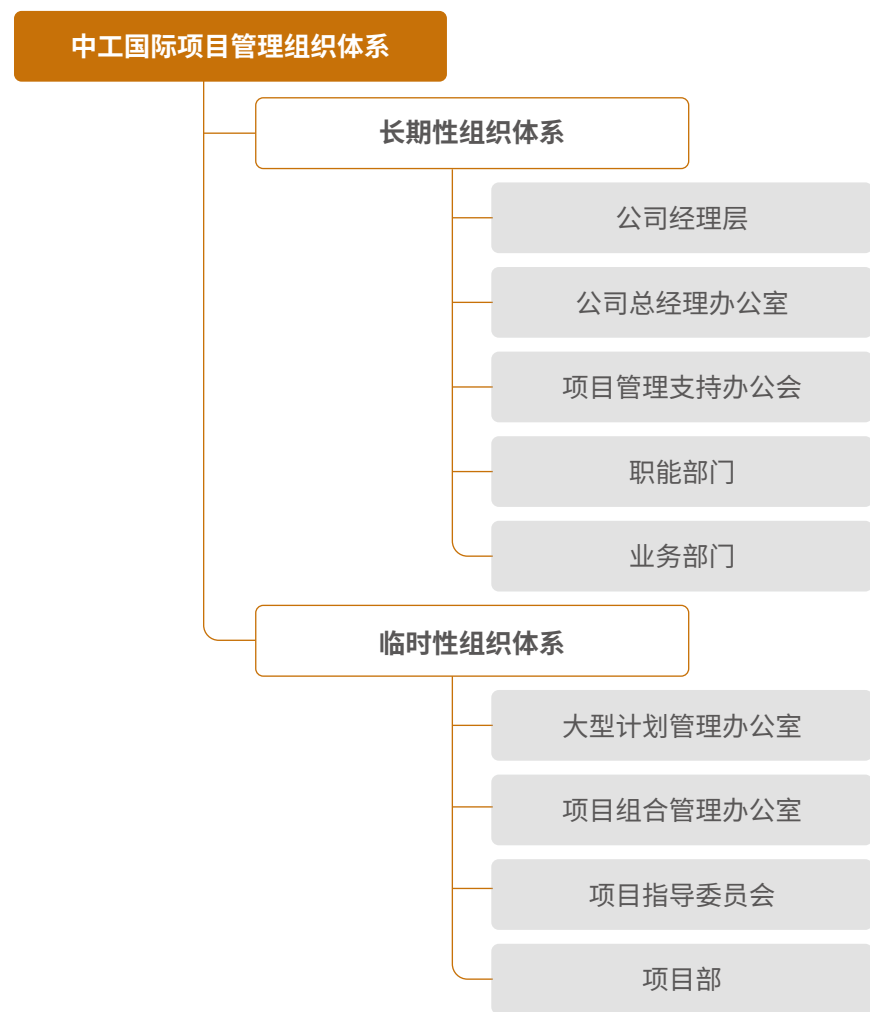 中工国际项目管理组织体系
长期性组织体系
公司经理层
公司总经理办公室
项目管理支持办公会
职能部门
业务部门
临时性组织体系
大型计划管理办公室
项目组合管理办公室
项目指导委员会
项目部